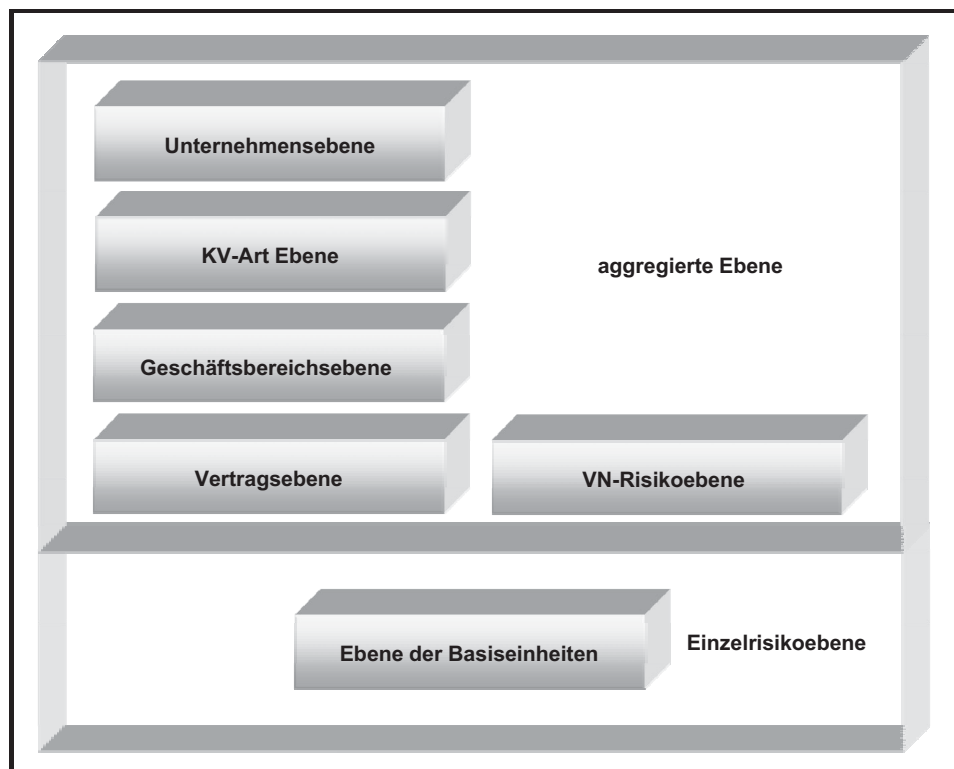 Unternehmensebene
KV-Art Ebene
aggregierte Ebene
Geschäftsbereichsebene
Vertragsebene
VN-Risikoebene
Ebene der Basiseinheiten
Einzelrisikoebene